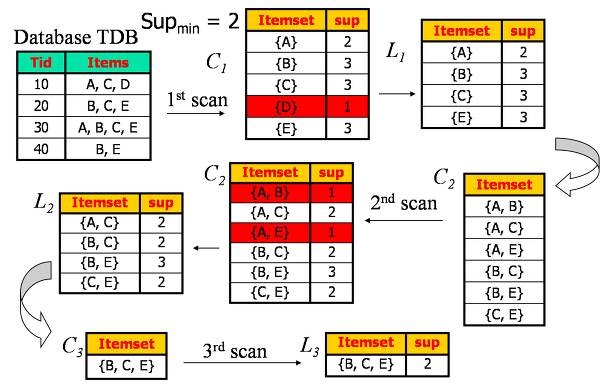 Database TDB
Tid Items
10 A, C, D
20 B, C, E
30 A, B, C, E
40 B, E
Supmin = 2
1st scan
C1
Itemset sup
{A} 2
{B} 3
{C} 3
{D} 1
{E} 3
L1
Itemset sup
{A} 2
{B} 3
{C} 3
{E} 3
C2
Itemset
{A, B}
{A, C}
{A, E}
{B, C}
{B, E}
{C, E}
2nd scan
C2
Itemset sup
{A, B} 1
{A, C} 2
{A, E} 1
{B, C} 2
{B, E} 3
{C, E} 2
L2
Itemset sup
{A, C} 2
{B, C} 2
{B, E} 3
{C, E} 2
C3
Itemset
{B, C, E}
3rd scan
L3
Itemset sup
{B, C, E} 2